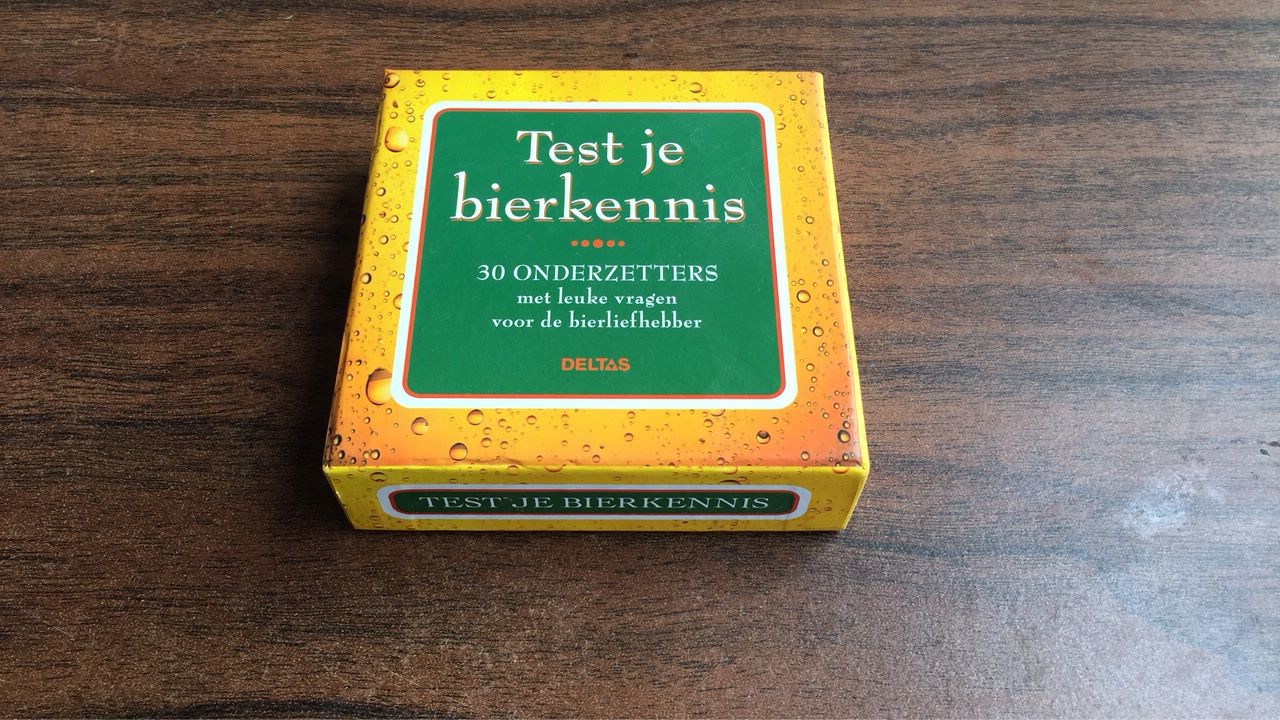 Test je
bierkennis
30 ONDERZETTERS
met leuke vragen
voor de bierliefhebber
DELTAS
TEST JE BIERKENNIS